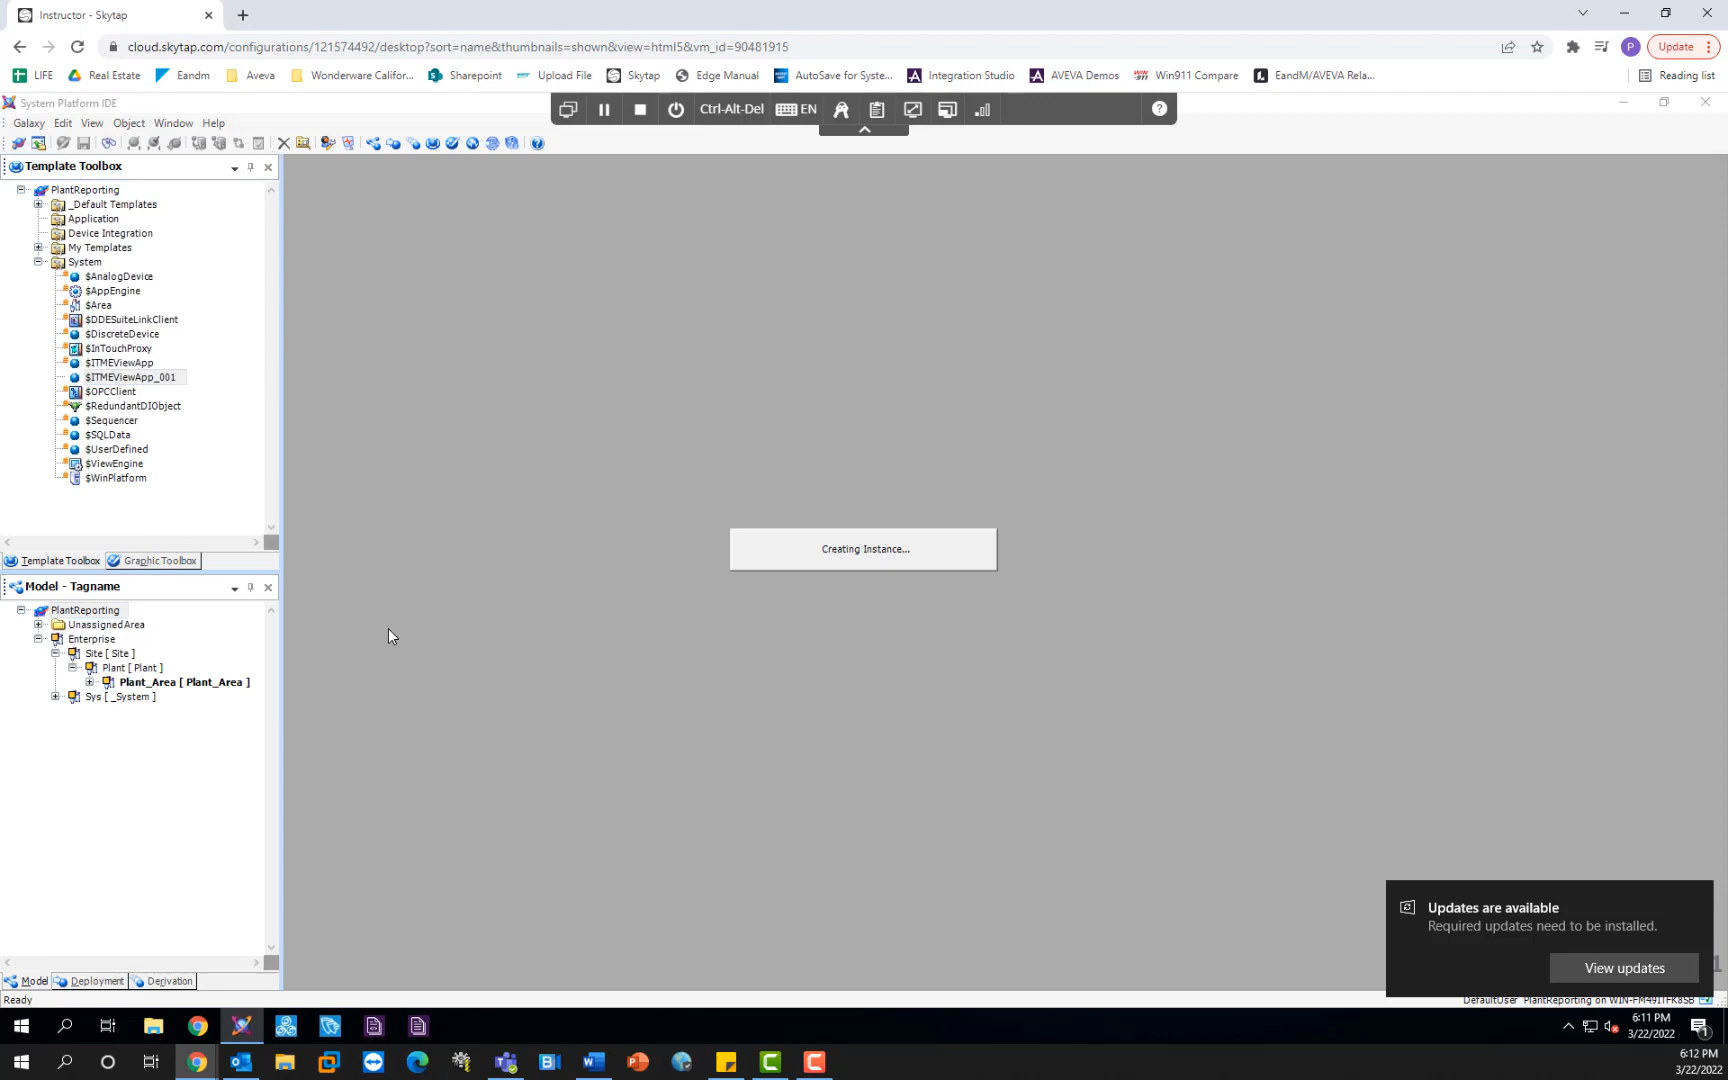 Instructor - Skytap
cloud.skytap.com/configurations/121574492/desktop?sort=name&thumbnails=shown&view=html5&vm_id=90481915
P
Update
LIFE
Real Estate
Eandm
Aveva
Wonderware Califor...
Sharepoint
Upload File
Skytap
Edge Manual
AutoSave for Syste...
Integration Studio
AVEVA Demos
Win911 Compare
EandM/AVEVA Rela...
Reading list
System Platform IDE
Ctrl-Alt-Del
EN
Galaxy Edit View Object Window Help
Template Toolbox
PlantReporting
_Default Templates
Application
Device Integration
My Templates
System
$AnalogDevice
$AppEngine
$Area
$DDESuiteLinkClient
$DiscreteDevice
$InTouchProxy
$ITMEViewApp
$ITMEViewApp_001
$OPCClient
$RedundantDIObject
$Sequencer
$SQLData
$UserDefined
$ViewEngine
$WinPlatform
Creating Instance...
Template Toolbox Graphic Toolbox
Model - Tagname
PlantReporting
UnassignedArea
Enterprise
Site [ Site ]
Plant [ Plant ]
Plant_Area [ Plant_Area ]
Sys [ _System ]
Updates are available
Required updates need to be installed.
View updates
Model Deployment Derivation
Ready
DefaultUser PlantReporting on WIN-FM49ITFK8SB
6:11 PM
3/22/2022
1
6:12 PM
3/22/2022